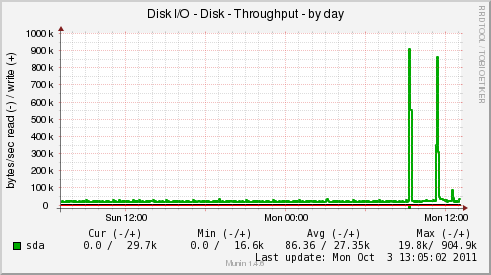 Disk I/O - Disk - Throughput - by day
RRDTOOL / TOBI OETIKER
bytes/sec read (-) / write (+)
1000 k
900 k
800 k
700 k
600 k
500 k
400 k
300 k
200 k
100 k
0
Sun 12:00 Mon 00:00 Mon 12:00
Cur (-/+) Min (-/+) Avg (-/+) Max (-/+)
sda 0.0 / 29.7k 0.0 / 16.6k 86.36 / 27.35k 19.8k/ 904.9k
Last update: Mon Oct 3 13:05:02 2011
Munin 1.4.6